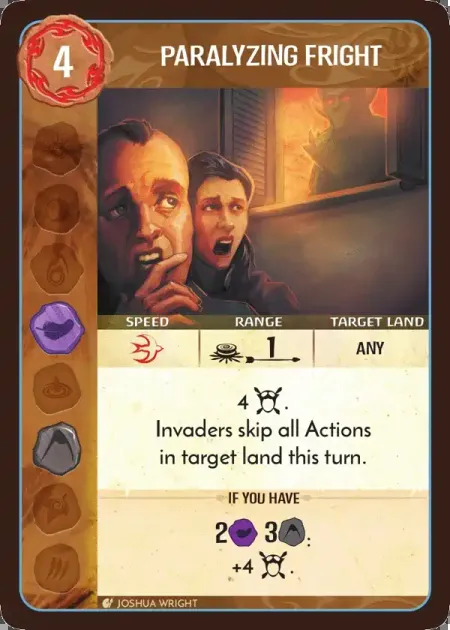 4
PARALYZING FRIGHT
SPEED RANGE TARGET LAND
1 ANY
4 .
Invaders skip all Actions
in target land this turn.
IF YOU HAVE
2 3 :
+4 .
JOSHUA WRIGHT